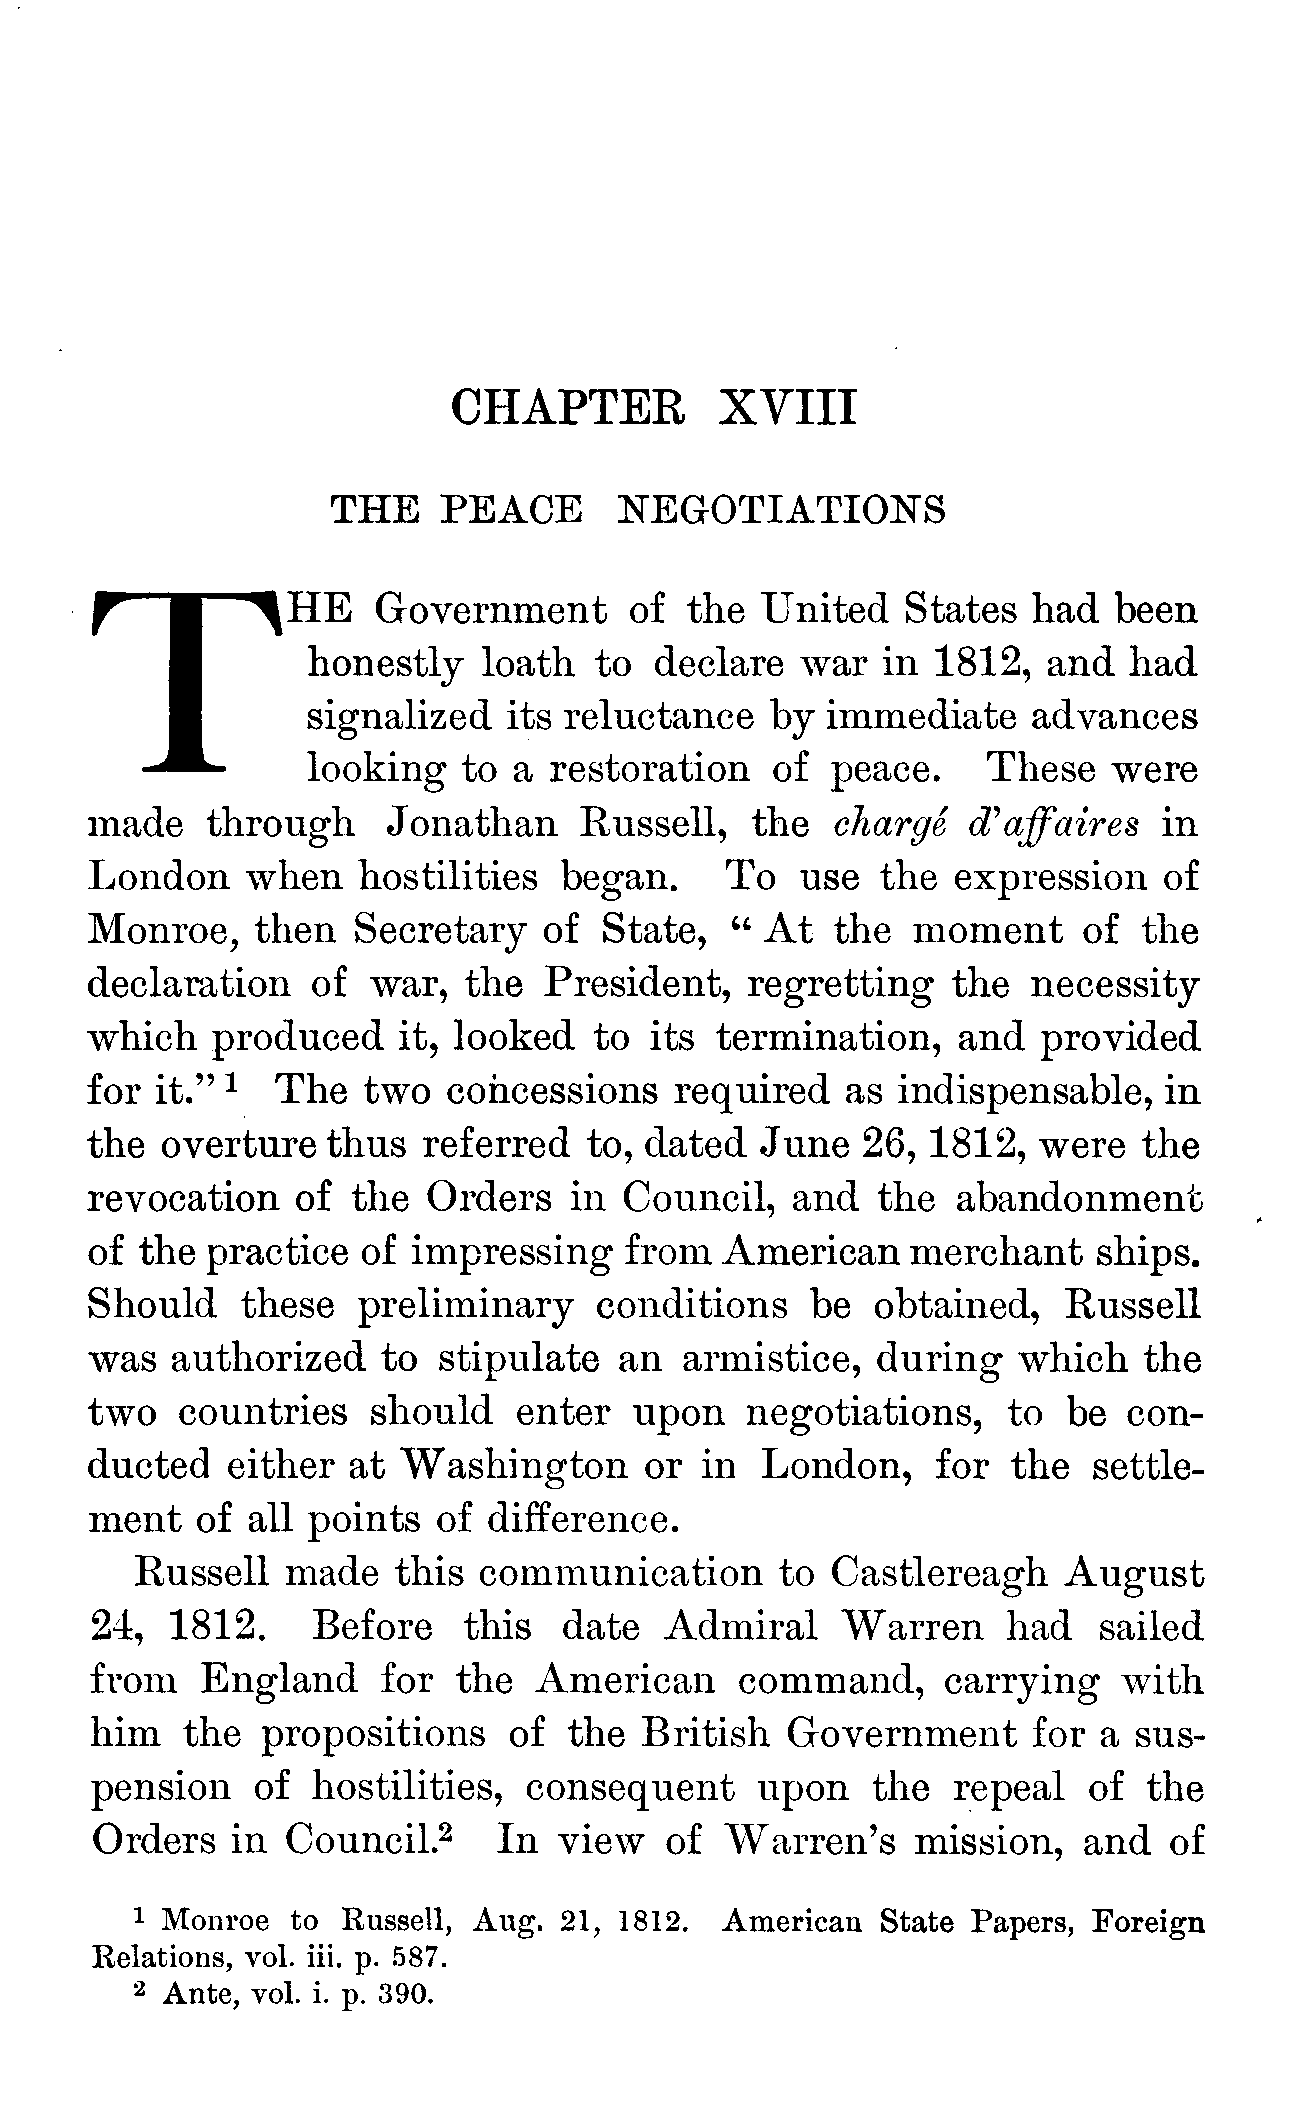 CHAPTER XVIII
THE PEACE NEGOTIATIONS
THE Government of the United States had been
honestly loath to declare war in 1812, and had
signalized its reluctance by immediate advances
looking to a restoration of peace. These were
made through Jonathan Russell, the chargé d'affaires in
London when hostilities began. To use the expression of
Monroe, then Secretary of State, “ At the moment of the
declaration of war, the President, regretting the necessity
which produced it, looked to its termination, and provided
for it.” 1 The two concessions required as indispensable, in
the overture thus referred to, dated June 26, 1812, were the
revocation of the Orders in Council, and the abandonment
of the practice of impressing from American merchant ships.
Should these preliminary conditions be obtained, Russell
was authorized to stipulate an armistice, during which the
two countries should enter upon negotiations, to be con-
ducted either at Washington or in London, for the settle-
ment of all points of difference.
Russell made this communication to Castlereagh August
24, 1812. Before this date Admiral Warren had sailed
from England for the American command, carrying with
him the propositions of the British Government for a sus-
pension of hostilities, consequent upon the repeal of the
Orders in Council.2 In view of Warren's mission, and of
1 Monroe to Russell, Aug. 21, 1812. American State Papers, Foreign
Relations, vol. iii. p. 587.
2 Ante, vol. i. p. 390.